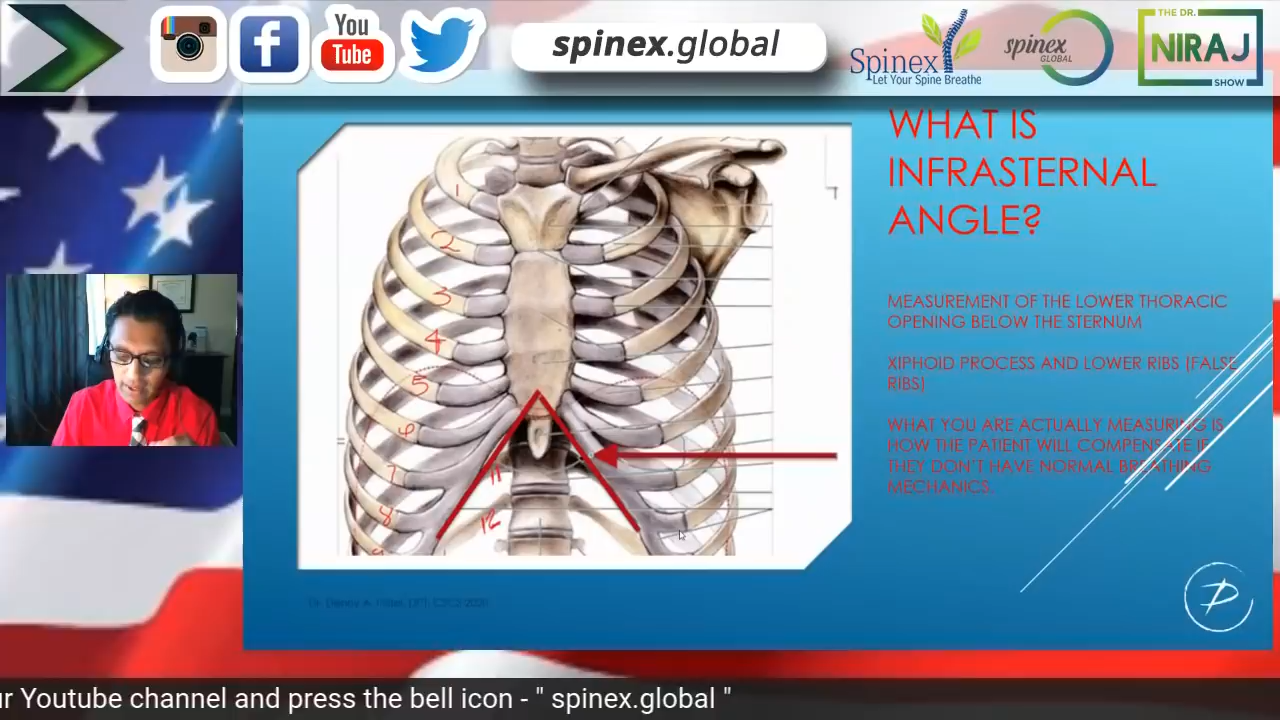 You
Tube
spinex.global
Spinex
Let Your Spine Breathe
spinex
GLOBAL
THE DR.
NIRAJ
SHOW
WHAT IS
INFRASTERNAL
ANGLE?
MEASUREMENT OF THE LOWER THORACIC
OPENING BELOW THE STERNUM
XIPHOID PROCESS AND LOWER RIBS (FALSE
RIBS)
WHAT YOU ARE ACTUALLY MEASURING IS
HOW THE PATIENT WILL COMPENSATE IF
THEY DON'T HAVE NORMAL BREATHING
MECHANICS.
1
2
3
4
5
6
7
8
11
12
Youtube channel and press the bell icon - " spinex.global "